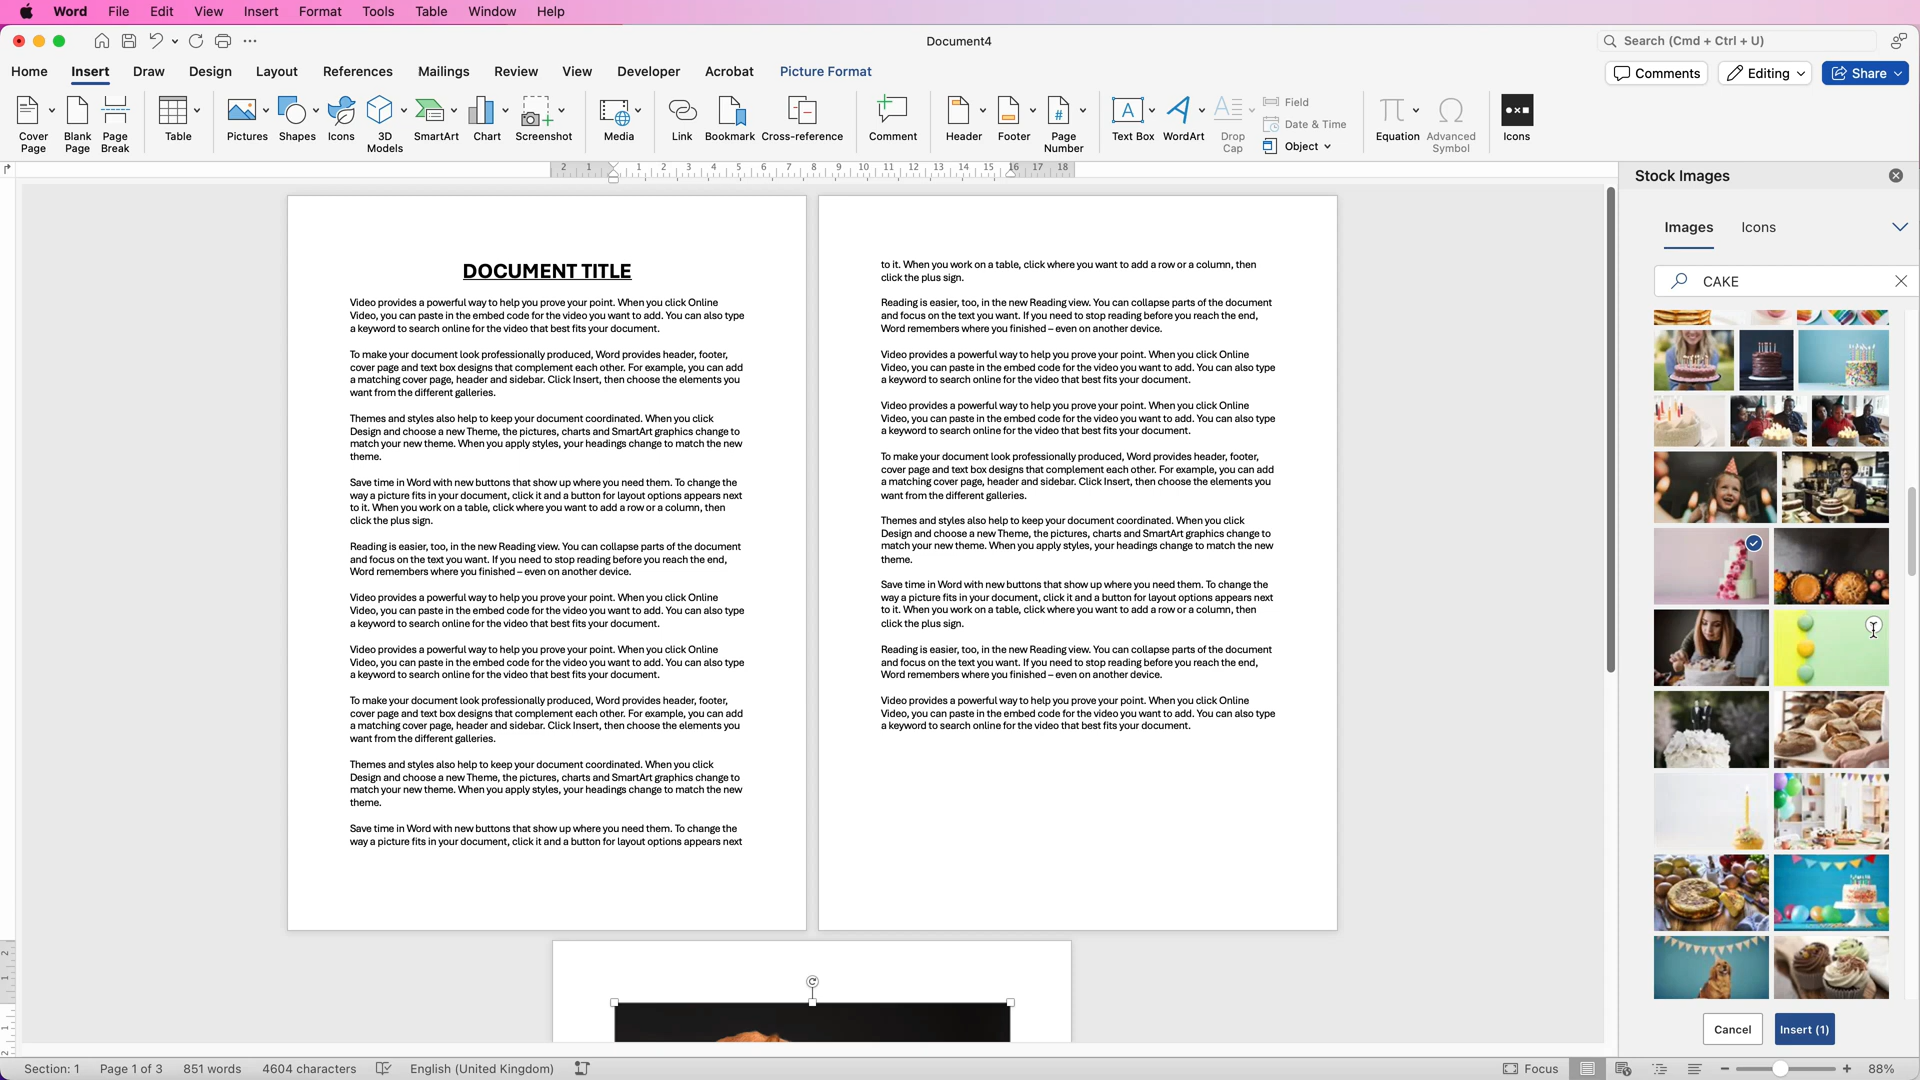 Word File Edit View Insert Format Tools Table Window Help
Document4
Search (Cmd + Ctrl + U)
Home Insert Draw Design Layout References Mailings Review View Developer Acrobat Picture Format
Comments Editing Share
Cover Page
Blank Page
Page Break
Table
Pictures
Shapes
Icons
3D Models
SmartArt
Chart
Screenshot
Media
Link
Bookmark
Cross-reference
Comment
Header
Footer
Page Number
Text Box
WordArt
Drop Cap
Field
Date & Time
Object
Equation
Advanced Symbol
Icons
2 1 1 2 3 4 5 6 7 8 9 10 11 12 13 14 15 16 17 18
DOCUMENT TITLE
Video provides a powerful way to help you prove your point. When you click Online
Video, you can paste in the embed code for the video you want to add. You can also type
a keyword to search online for the video that best fits your document.
To make your document look professionally produced, Word provides header, footer,
cover page and text box designs that complement each other. For example, you can add
a matching cover page, header and sidebar. Click Insert, then choose the elements you
want from the different galleries.
Themes and styles also help to keep your document coordinated. When you click
Design and choose a new Theme, the pictures, charts and SmartArt graphics change to
match your new theme. When you apply styles, your headings change to match the new
theme.
Save time in Word with new buttons that show up where you need them. To change the
way a picture fits in your document, click it and a button for layout options appears next
to it. When you work on a table, click where you want to add a row or a column, then
click the plus sign.
Reading is easier, too, in the new Reading view. You can collapse parts of the document
and focus on the text you want. If you need to stop reading before you reach the end,
Word remembers where you finished – even on another device.
Video provides a powerful way to help you prove your point. When you click Online
Video, you can paste in the embed code for the video you want to add. You can also type
a keyword to search online for the video that best fits your document.
Video provides a powerful way to help you prove your point. When you click Online
Video, you can paste in the embed code for the video you want to add. You can also type
a keyword to search online for the video that best fits your document.
To make your document look professionally produced, Word provides header, footer,
cover page and text box designs that complement each other. For example, you can add
a matching cover page, header and sidebar. Click Insert, then choose the elements you
want from the different galleries.
Themes and styles also help to keep your document coordinated. When you click
Design and choose a new Theme, the pictures, charts and SmartArt graphics change to
match your new theme. When you apply styles, your headings change to match the new
theme.
Save time in Word with new buttons that show up where you need them. To change the
way a picture fits in your document, click it and a button for layout options appears next
to it. When you work on a table, click where you want to add a row or a column, then
click the plus sign.
Reading is easier, too, in the new Reading view. You can collapse parts of the document
and focus on the text you want. If you need to stop reading before you reach the end,
Word remembers where you finished – even on another device.
Video provides a powerful way to help you prove your point. When you click Online
Video, you can paste in the embed code for the video you want to add. You can also type
a keyword to search online for the video that best fits your document.
Video provides a powerful way to help you prove your point. When you click Online
Video, you can paste in the embed code for the video you want to add. You can also type
a keyword to search online for the video that best fits your document.
To make your document look professionally produced, Word provides header, footer,
cover page and text box designs that complement each other. For example, you can add
a matching cover page, header and sidebar. Click Insert, then choose the elements you
want from the different galleries.
Themes and styles also help to keep your document coordinated. When you click
Design and choose a new Theme, the pictures, charts and SmartArt graphics change to
match your new theme. When you apply styles, your headings change to match the new
theme.
Save time in Word with new buttons that show up where you need them. To change the
way a picture fits in your document, click it and a button for layout options appears next
to it. When you work on a table, click where you want to add a row or a column, then
click the plus sign.
Reading is easier, too, in the new Reading view. You can collapse parts of the document
and focus on the text you want. If you need to stop reading before you reach the end,
Word remembers where you finished – even on another device.
Video provides a powerful way to help you prove your point. When you click Online
Video, you can paste in the embed code for the video you want to add. You can also type
a keyword to search online for the video that best fits your document.
Stock Images
Images Icons
CAKE
Cancel Insert (1)
Section: 1 Page 1 of 3 851 words 4604 characters English (United Kingdom) Focus 88%